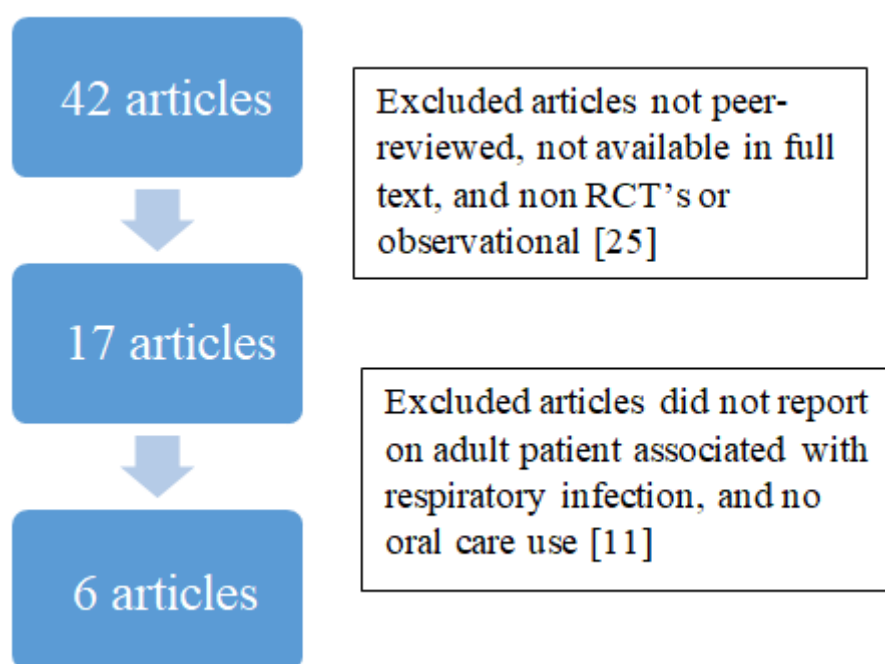 42 articles
Excluded articles not peer-
reviewed, not available in full
text, and non RCT’s or
observational [25]
17 articles
Excluded articles did not report
on adult patient associated with
respiratory infection, and no
oral care use [11]
6 articles